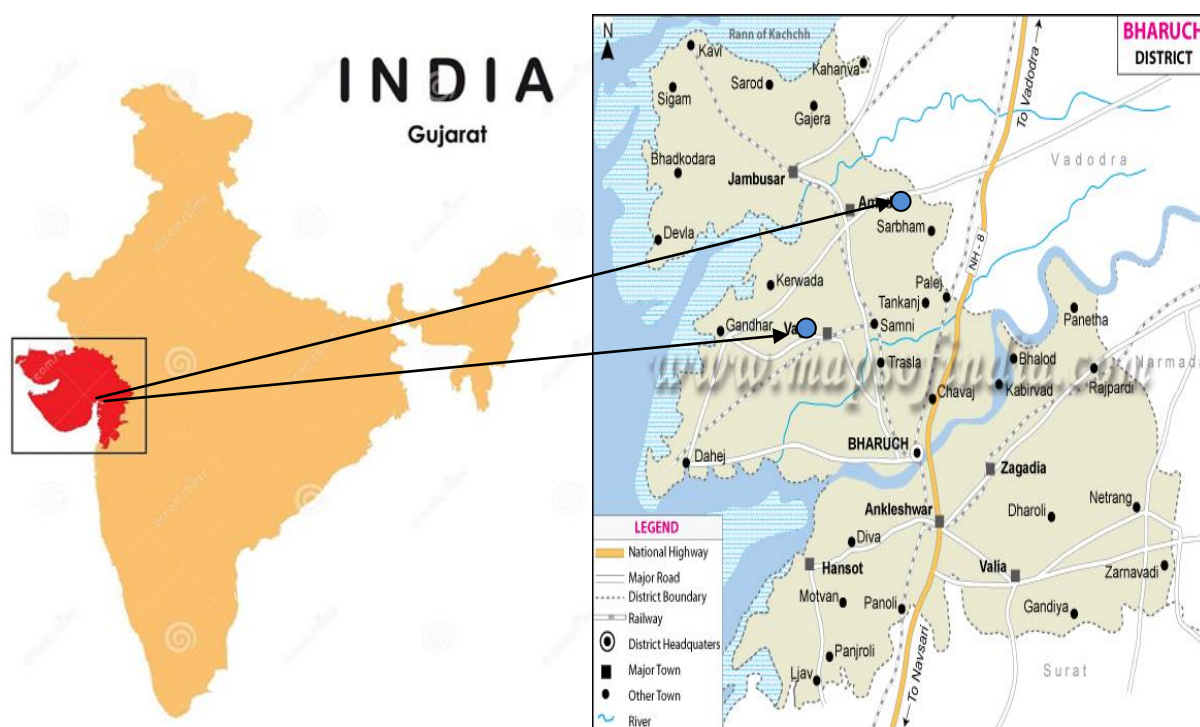 INDIA
Gujarat
N
Rann of Kachchh
BHARUCH
DISTRICT
Kavi
Kahanva
Sarod
Sigam
Gajera
To Vadodra
Vadodra
Bhadkodara
Jambusar
Devla
Sarbham
NH - 8
Kerwada
Palej
Tankanj
Panetha
Gandhar
Samni
www.mapsofindia.com
Trasla
Bhalod
Narmada
Kabirvad
Rajpardi
Chavaj
BHARUCH
Dahej
Zagadia
Ankleshwar
Dharoli
Netrang
LEGEND
National Highway
Major Road
District Boundary
Railway
District Headquaters
Major Town
Other Town
River
Diva
Hansot
Valia
Zarnavadi
Motvan
Panoli
Gandiya
Panjroli
Ljav
To Navsari
Surat